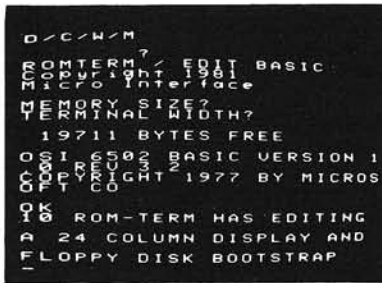 D/C/W/M
?
ROMTERM / EDIT BASIC
Copyright 1981
Micro Interface
MEMORY SIZE?
TERMINAL WIDTH?
19711 BYTES FREE
OSI 6502 BASIC VERSION 1
.0 REV 3.2
COPYRIGHT 1977 BY MICROS
OFT CO
OK
10 ROM-TERM HAS EDITING
A 24 COLUMN DISPLAY AND
FLOPPY DISK BOOTSTRAP